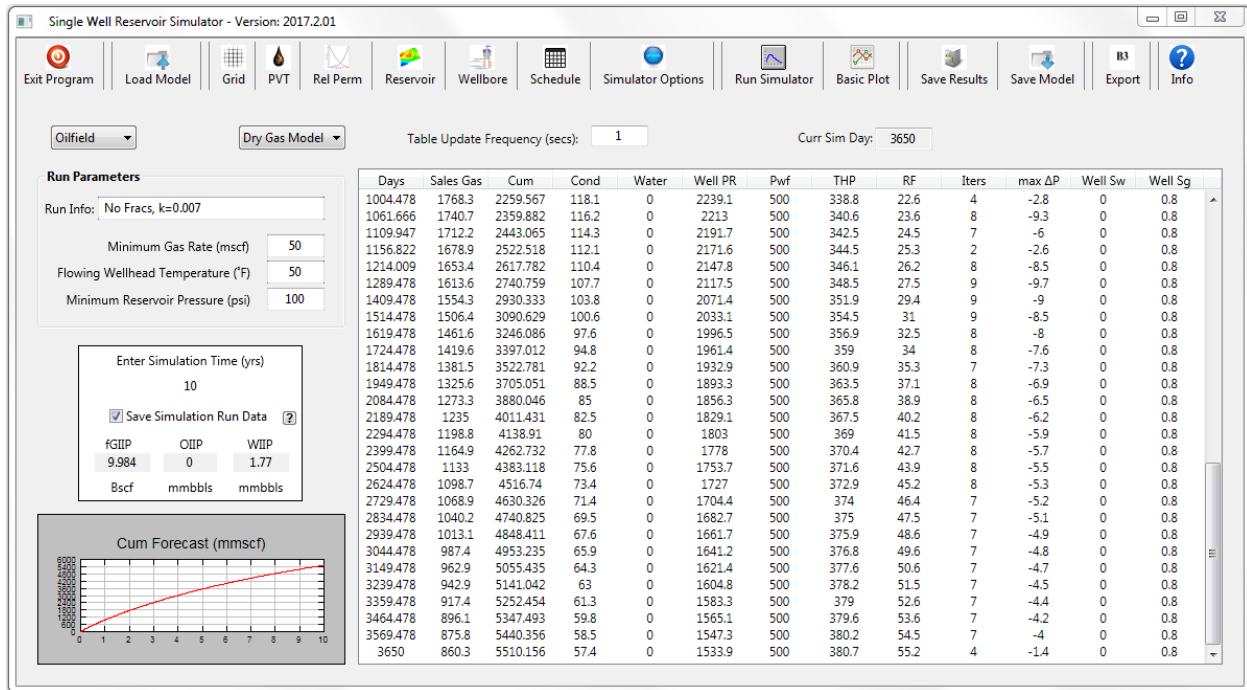 Single Well Reservoir Simulator - Version: 2017.2.01
Exit Program Load Model Grid PVT Rel Perm Reservoir Wellbore Schedule Simulator Options Run Simulator Basic Plot Save Results Save Model B3 Export ? Info
Oilfield Dry Gas Model Table Update Frequency (secs): 1 Curr Sim Day: 3650
Run Parameters
Run Info: No Fracs, k=0.007
Minimum Gas Rate (mscf) 50
Flowing Wellhead Temperature (°F) 50
Minimum Reservoir Pressure (psi) 100
Enter Simulation Time (yrs)
10
Save Simulation Run Data ?
fGIIP OIIP WIIP
9.984 0 1.77
Bscf mmbbls mmbbls
Cum Forecast (mmscf)
6000
5400
4800
4200
3600
3000
2400
1800
1200
600
0
0 1 2 3 4 5 6 7 8 9 10
Days Sales Gas Cum Cond Water Well PR Pwf THP RF Iters max ΔP Well Sw Well Sg
1004.478 1768.3 2259.567 118.1 0 2239.1 500 338.8 22.6 4 -2.8 0 0.8
1061.666 1740.7 2359.882 116.2 0 2213 500 340.6 23.6 8 -9.3 0 0.8
1109.947 1712.2 2443.065 114.3 0 2191.7 500 342.5 24.5 7 -6 0 0.8
1156.822 1678.9 2522.518 112.1 0 2171.6 500 344.5 25.3 2 -2.6 0 0.8
1214.009 1653.4 2617.782 110.4 0 2147.8 500 346.1 26.2 8 -8.5 0 0.8
1289.478 1613.6 2740.759 107.7 0 2117.5 500 348.5 27.5 9 -9.7 0 0.8
1409.478 1554.3 2930.333 103.8 0 2071.4 500 351.9 29.4 9 -9 0 0.8
1514.478 1506.4 3090.629 100.6 0 2033.1 500 354.5 31 9 -8.5 0 0.8
1619.478 1461.6 3246.086 97.6 0 1996.5 500 356.9 32.5 8 -8 0 0.8
1724.478 1419.6 3397.012 94.8 0 1961.4 500 359 34 8 -7.6 0 0.8
1814.478 1381.5 3522.781 92.2 0 1932.9 500 360.9 35.3 7 -7.3 0 0.8
1949.478 1325.6 3705.051 88.5 0 1893.3 500 363.5 37.1 8 -6.9 0 0.8
2084.478 1273.3 3880.046 85 0 1856.3 500 365.8 38.9 8 -6.5 0 0.8
2189.478 1235 4011.431 82.5 0 1829.1 500 367.5 40.2 8 -6.2 0 0.8
2294.478 1198.8 4138.91 80 0 1803 500 369 41.5 8 -5.9 0 0.8
2399.478 1164.9 4262.732 77.8 0 1778 500 370.4 42.7 8 -5.7 0 0.8
2504.478 1133 4383.118 75.6 0 1753.7 500 371.6 43.9 8 -5.5 0 0.8
2624.478 1098.7 4516.74 73.4 0 1727 500 372.9 45.2 8 -5.3 0 0.8
2729.478 1068.9 4630.326 71.4 0 1704.4 500 374 46.4 7 -5.2 0 0.8
2834.478 1040.2 4740.825 69.5 0 1682.7 500 375 47.5 7 -5.1 0 0.8
2939.478 1013.1 4848.411 67.6 0 1661.7 500 375.9 48.6 7 -4.9 0 0.8
3044.478 987.4 4953.235 65.9 0 1641.2 500 376.8 49.6 7 -4.8 0 0.8
3149.478 962.9 5055.435 64.3 0 1621.4 500 377.6 50.6 7 -4.7 0 0.8
3239.478 942.9 5141.042 63 0 1604.8 500 378.2 51.5 7 -4.5 0 0.8
3359.478 917.4 5252.454 61.3 0 1583.3 500 379 52.6 7 -4.4 0 0.8
3464.478 896.1 5347.493 59.8 0 1565.1 500 379.6 53.6 7 -4.2 0 0.8
3569.478 875.8 5440.356 58.5 0 1547.3 500 380.2 54.5 7 -4 0 0.8
3650 860.3 5510.156 57.4 0 1533.9 500 380.7 55.2 4 -1.4 0 0.8